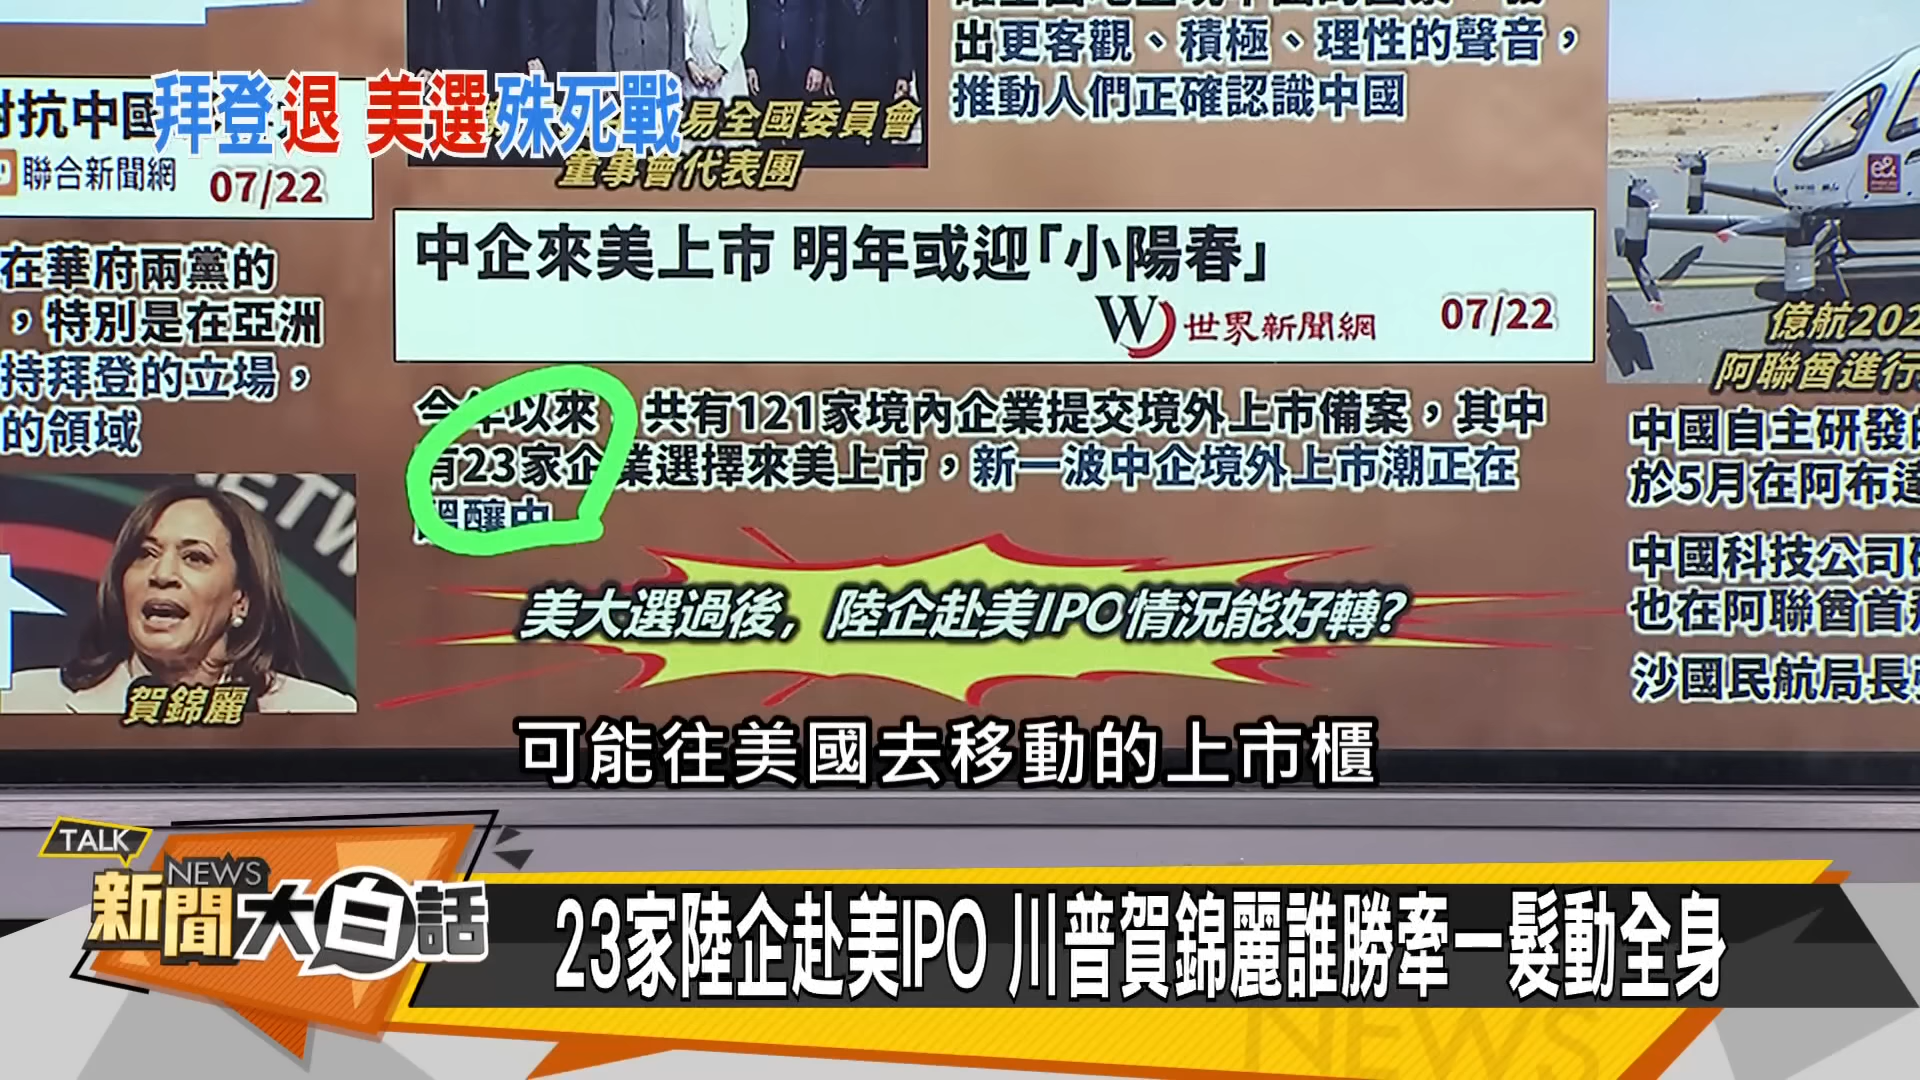 出更客觀、積極、理性的聲音，
推動人們正確認識中國
拜登退 美選殊死戰
對抗中國
易全國委員會
董事會代表團
聯合新聞網 07/22
中企來美上市 明年或迎「小陽春」
W 世界新聞網 07/22
在華府兩黨的
，特別是在亞洲
持拜登的立場，
的領域
賀錦麗
今年以來，共有121家境內企業提交境外上市備案，其中
有23家企業選擇來美上市，新一波中企境外上市潮正在
醞釀中
美大選過後，陸企赴美IPO情況能好轉？
e&
億航202
阿聯酋進行
中國自主研發的
於5月在阿布達
中國科技公司
也在阿聯酋首
沙國民航局長
可能往美國去移動的上市櫃
TALK
NEWS
新聞大白話
23家陸企赴美IPO 川普賀錦麗誰勝牽一髮動全身
NEWS